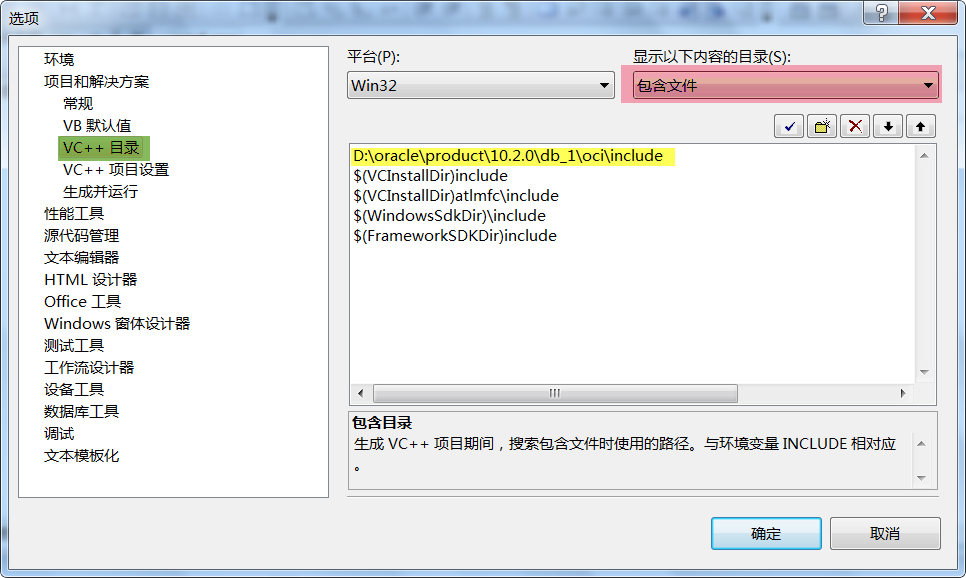 选项
环境
项目和解决方案
常规
VB 默认值
VC++ 目录
VC++ 项目设置
生成并运行
性能工具
源代码管理
文本编辑器
HTML 设计器
Office 工具
Windows 窗体设计器
测试工具
工作流设计器
设备工具
数据库工具
调试
文本模板化
平台(P):
Win32
显示以下内容的目录(S):
包含文件
D:\oracle\product\10.2.0\db_1\oci\include
$(VCInstallDir)include
$(VCInstallDir)atlmfc\include
$(WindowsSdkDir)\include
$(FrameworkSDKDir)include
包含目录
生成 VC++ 项目期间，搜索包含文件时使用的路径。与环境变量 INCLUDE 相对应
。
确定
取消